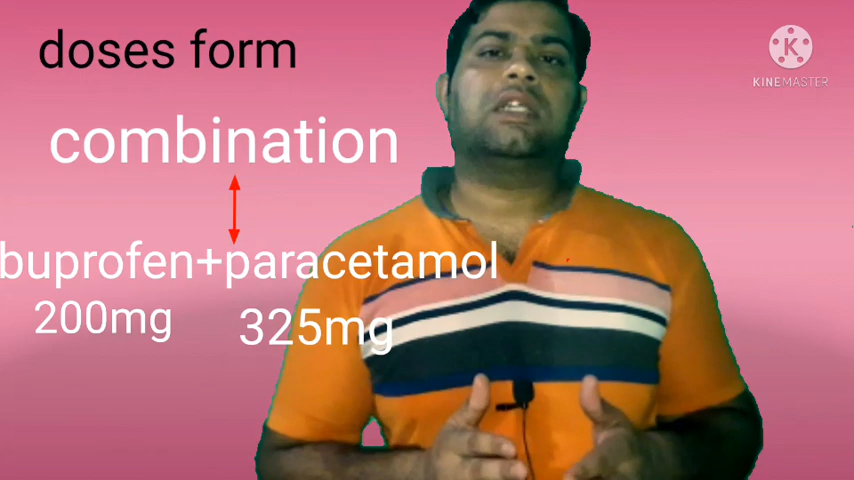 doses form
KINEMASTER
combination
buprofen+paracetamol
200mg 325mg